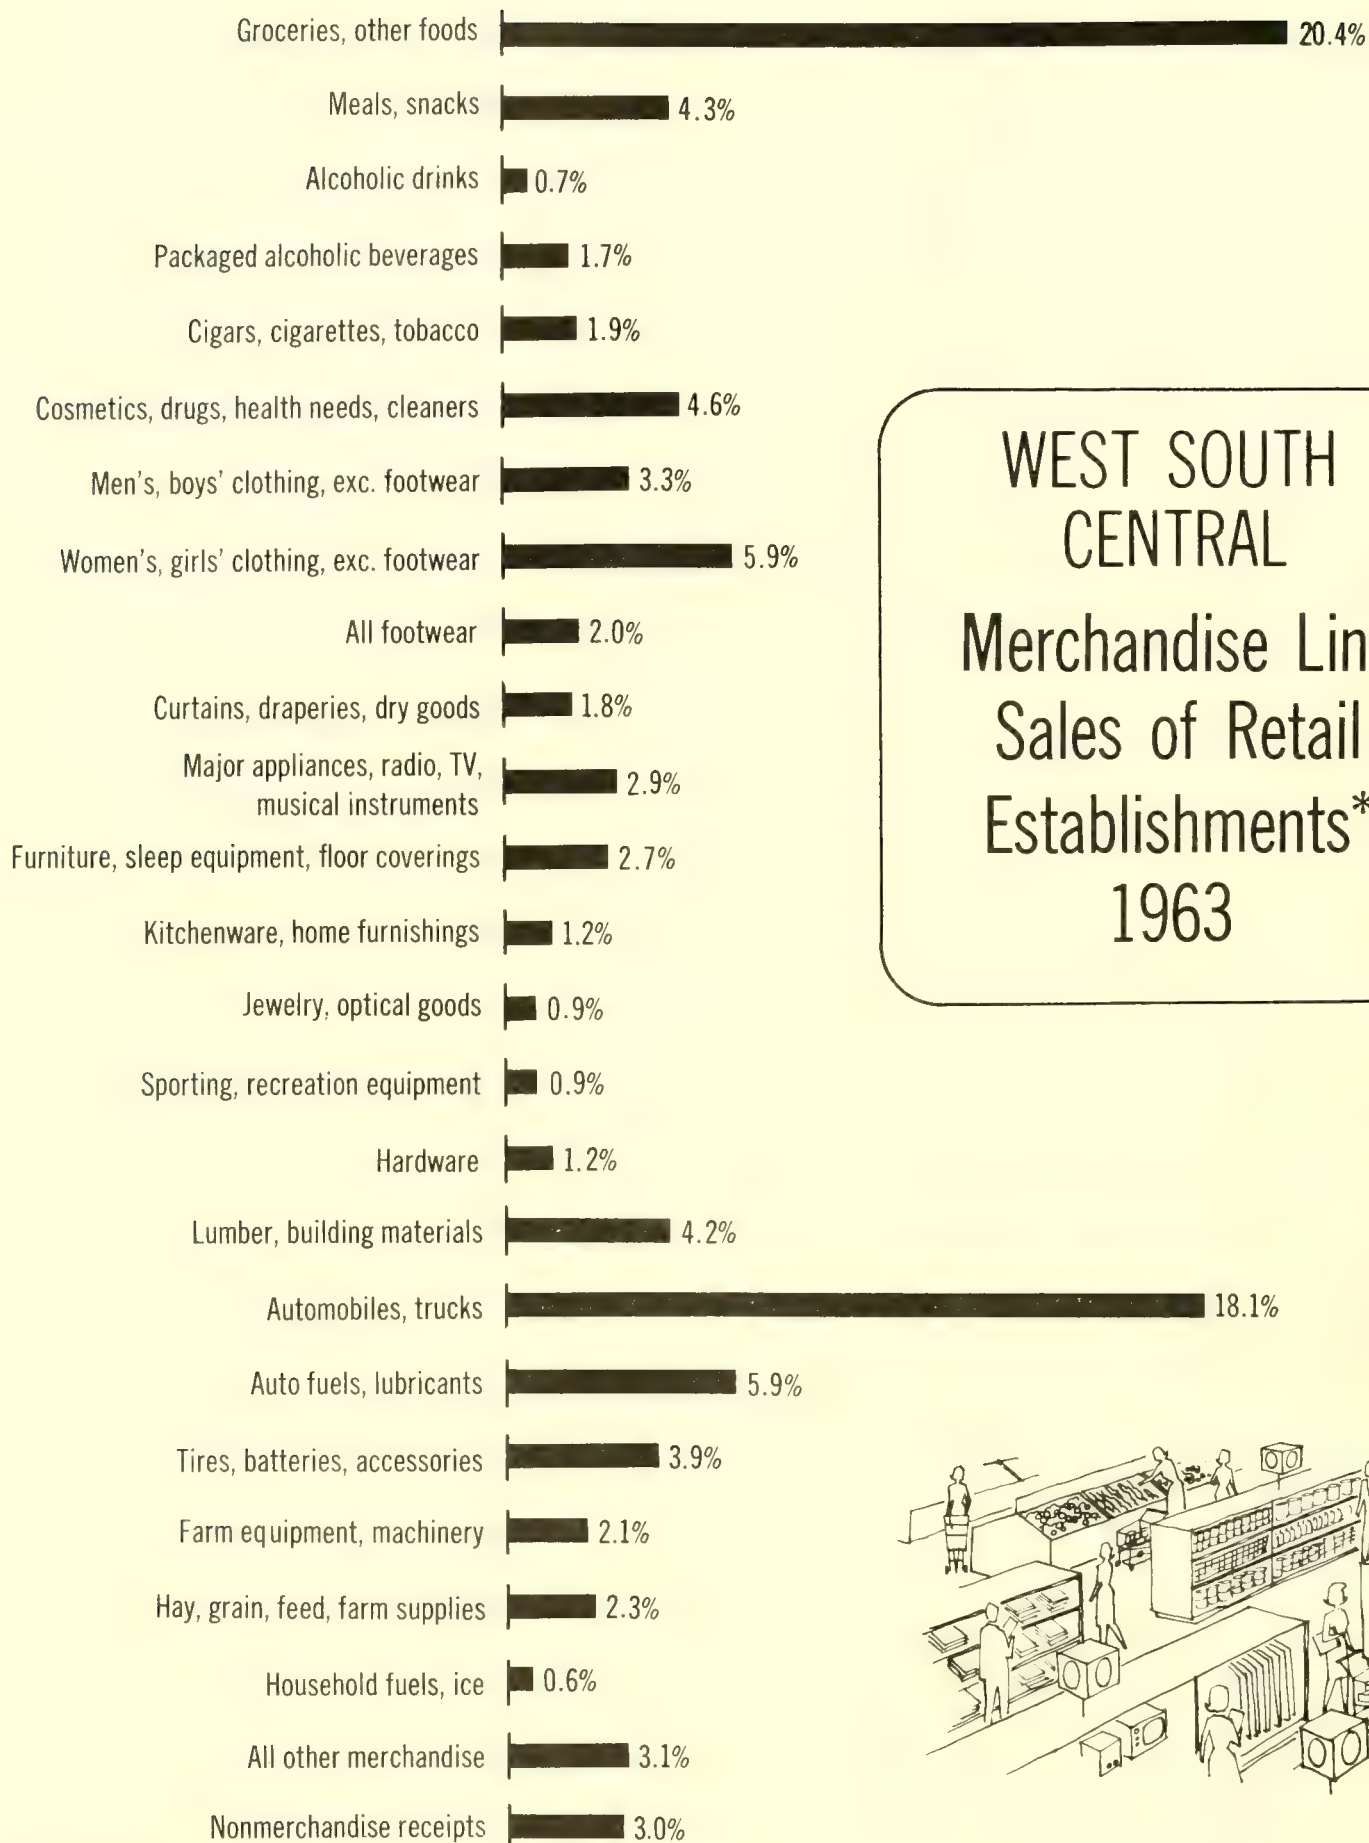 Groceries, other foods 20.4%
Meals, snacks 4.3%
Alcoholic drinks 0.7%
Packaged alcoholic beverages 1.7%
Cigars, cigarettes, tobacco 1.9%
Cosmetics, drugs, health needs, cleaners 4.6%
Men's, boys' clothing, exc. footwear 3.3%
Women's, girls' clothing, exc. footwear 5.9%
All footwear 2.0%
Curtains, draperies, dry goods 1.8%
Major appliances, radio, TV,
musical instruments 2.9%
Furniture, sleep equipment, floor coverings 2.7%
Kitchenware, home furnishings 1.2%
Jewelry, optical goods 0.9%
Sporting, recreation equipment 0.9%
Hardware 1.2%
Lumber, building materials 4.2%
Automobiles, trucks 18.1%
Auto fuels, lubricants 5.9%
Tires, batteries, accessories 3.9%
Farm equipment, machinery 2.1%
Hay, grain, feed, farm supplies 2.3%
Household fuels, ice 0.6%
All other merchandise 3.1%
Nonmerchandise receipts 3.0%
WEST SOUTH
CENTRAL
Merchandise Lin
Sales of Retail
Establishments*
1963